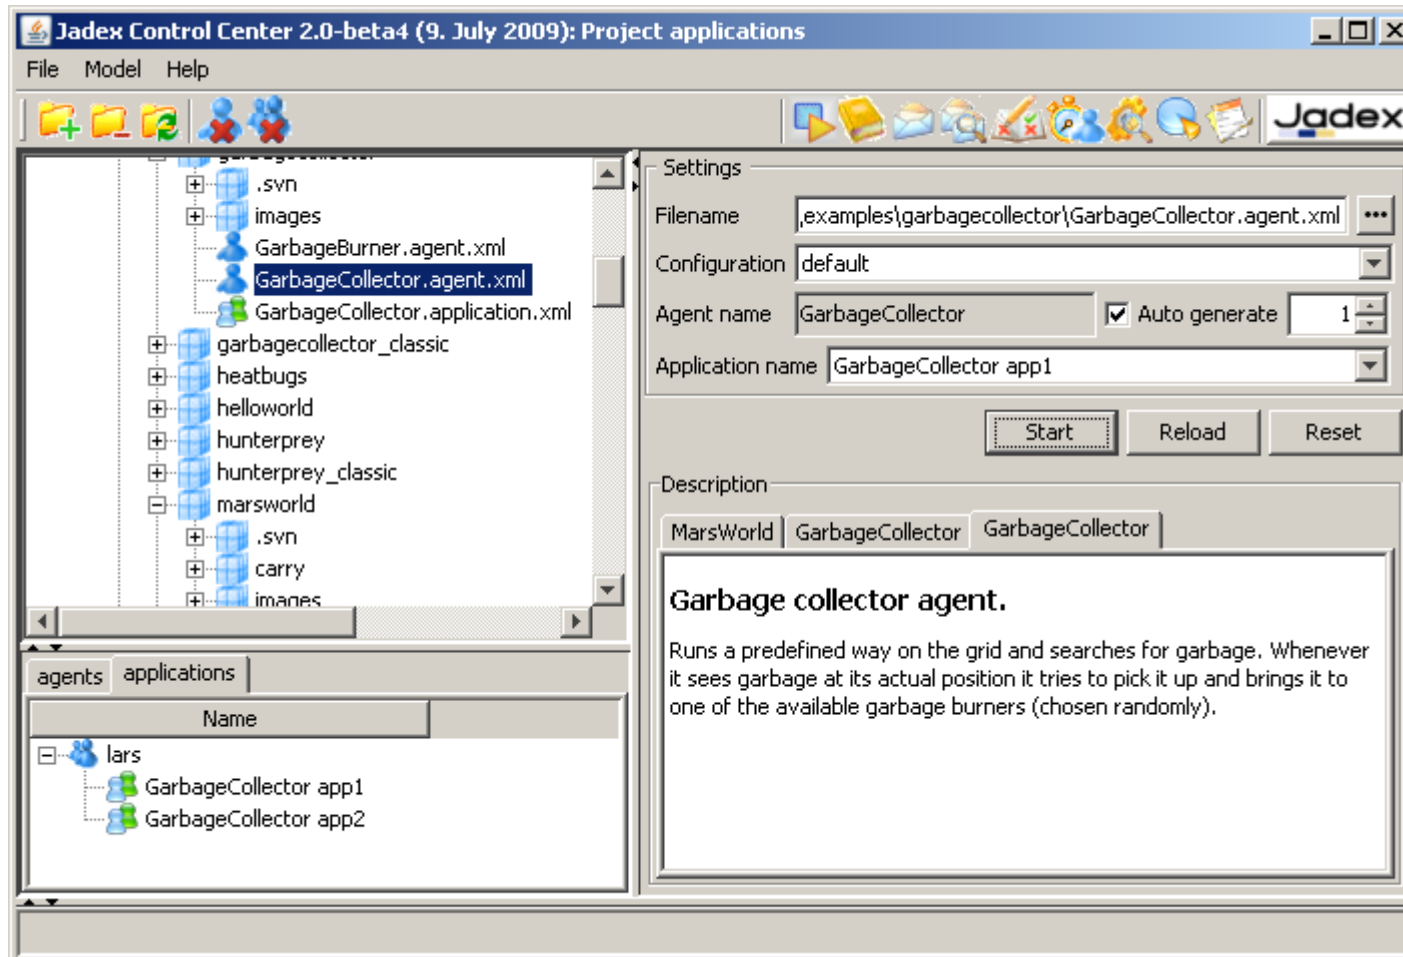 Jadex Control Center 2.0-beta4 (9. July 2009): Project applications
File Model Help
Jadex
garbagecollector
.svn
images
GarbageBurner.agent.xml
GarbageCollector.agent.xml
GarbageCollector.application.xml
garbagecollector_classic
heatbugs
helloworld
hunterprey
hunterprey_classic
marsworld
.svn
carry
images
agents applications
Name
lars
GarbageCollector app1
GarbageCollector app2
Settings
Filename examples\garbagecollector\GarbageCollector.agent.xml ...
Configuration default
Agent name GarbageCollector Auto generate 1
Application name GarbageCollector app1
Start Reload Reset
Description
MarsWorld GarbageCollector GarbageCollector
Garbage collector agent.
Runs a predefined way on the grid and searches for garbage. Whenever
it sees garbage at its actual position it tries to pick it up and brings it to
one of the available garbage burners (chosen randomly).